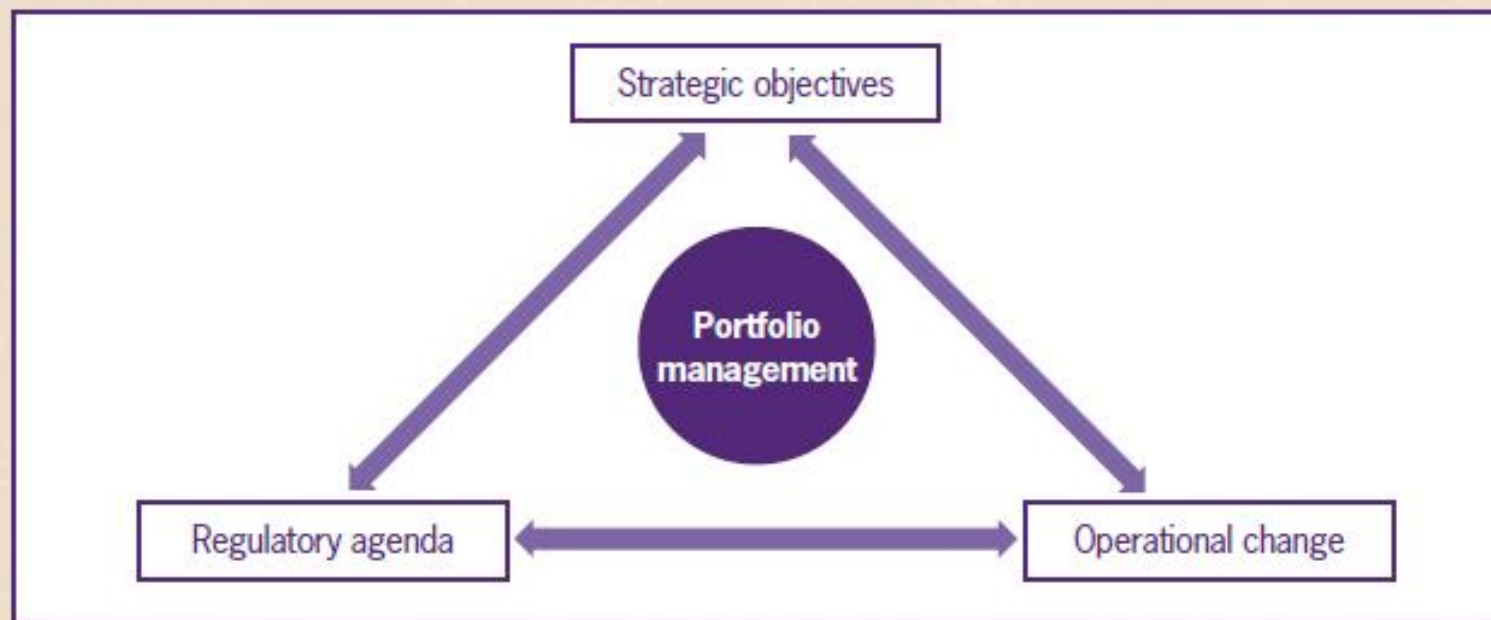 Strategic objectives
Portfolio
management
Regulatory agenda
Operational change